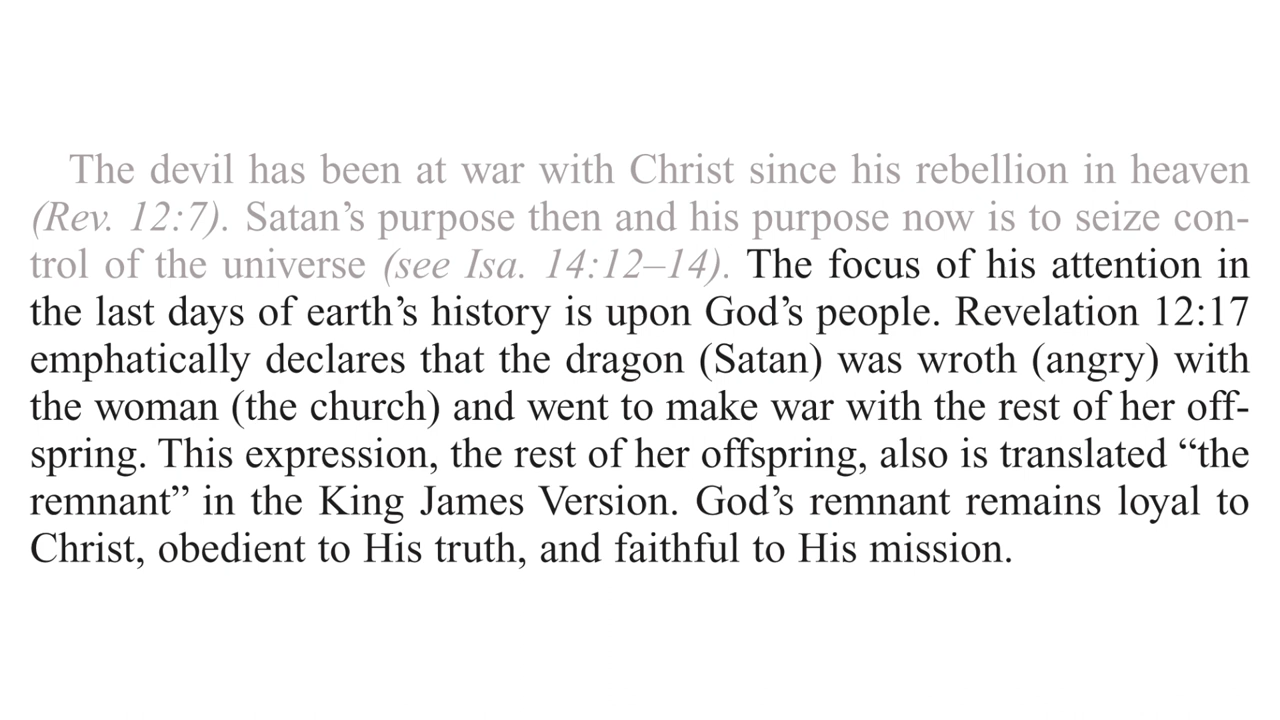 The devil has been at war with Christ since his rebellion in heaven
(Rev. 12:7). Satan’s purpose then and his purpose now is to seize con-
trol of the universe (see Isa. 14:12–14). The focus of his attention in
the last days of earth’s history is upon God’s people. Revelation 12:17
emphatically declares that the dragon (Satan) was wroth (angry) with
the woman (the church) and went to make war with the rest of her off-
spring. This expression, the rest of her offspring, also is translated “the
remnant” in the King James Version. God’s remnant remains loyal to
Christ, obedient to His truth, and faithful to His mission.